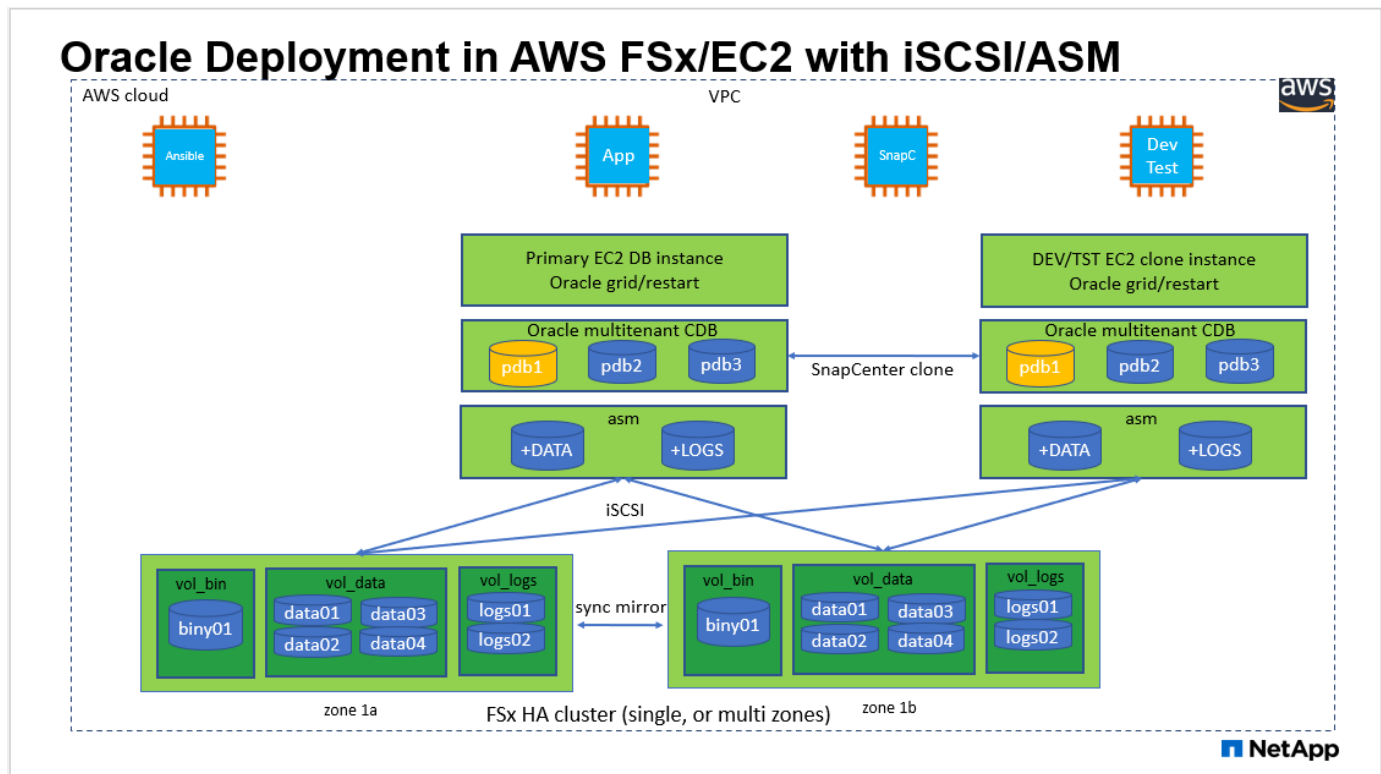 Oracle Deployment in AWS FSx/EC2 with iSCSI/ASM
AWS cloud
VPC
aws
Ansible
App
SnapC
Dev
Test
Primary EC2 DB instance
Oracle grid/restart
DEV/TST EC2 clone instance
Oracle grid/restart
Oracle multitenant CDB
pdb1
pdb2
pdb3
SnapCenter clone
Oracle multitenant CDB
pdb1
pdb2
pdb3
asm
+DATA
+LOGS
asm
+DATA
+LOGS
iSCSI
vol_bin
biny01
vol_data
data01
data03
data02
data04
vol_logs
logs01
logs02
sync mirror
vol_bin
biny01
vol_data
data01
data03
data02
data04
vol_logs
logs01
logs02
zone 1a
FSx HA cluster (single, or multi zones)
zone 1b
NetApp